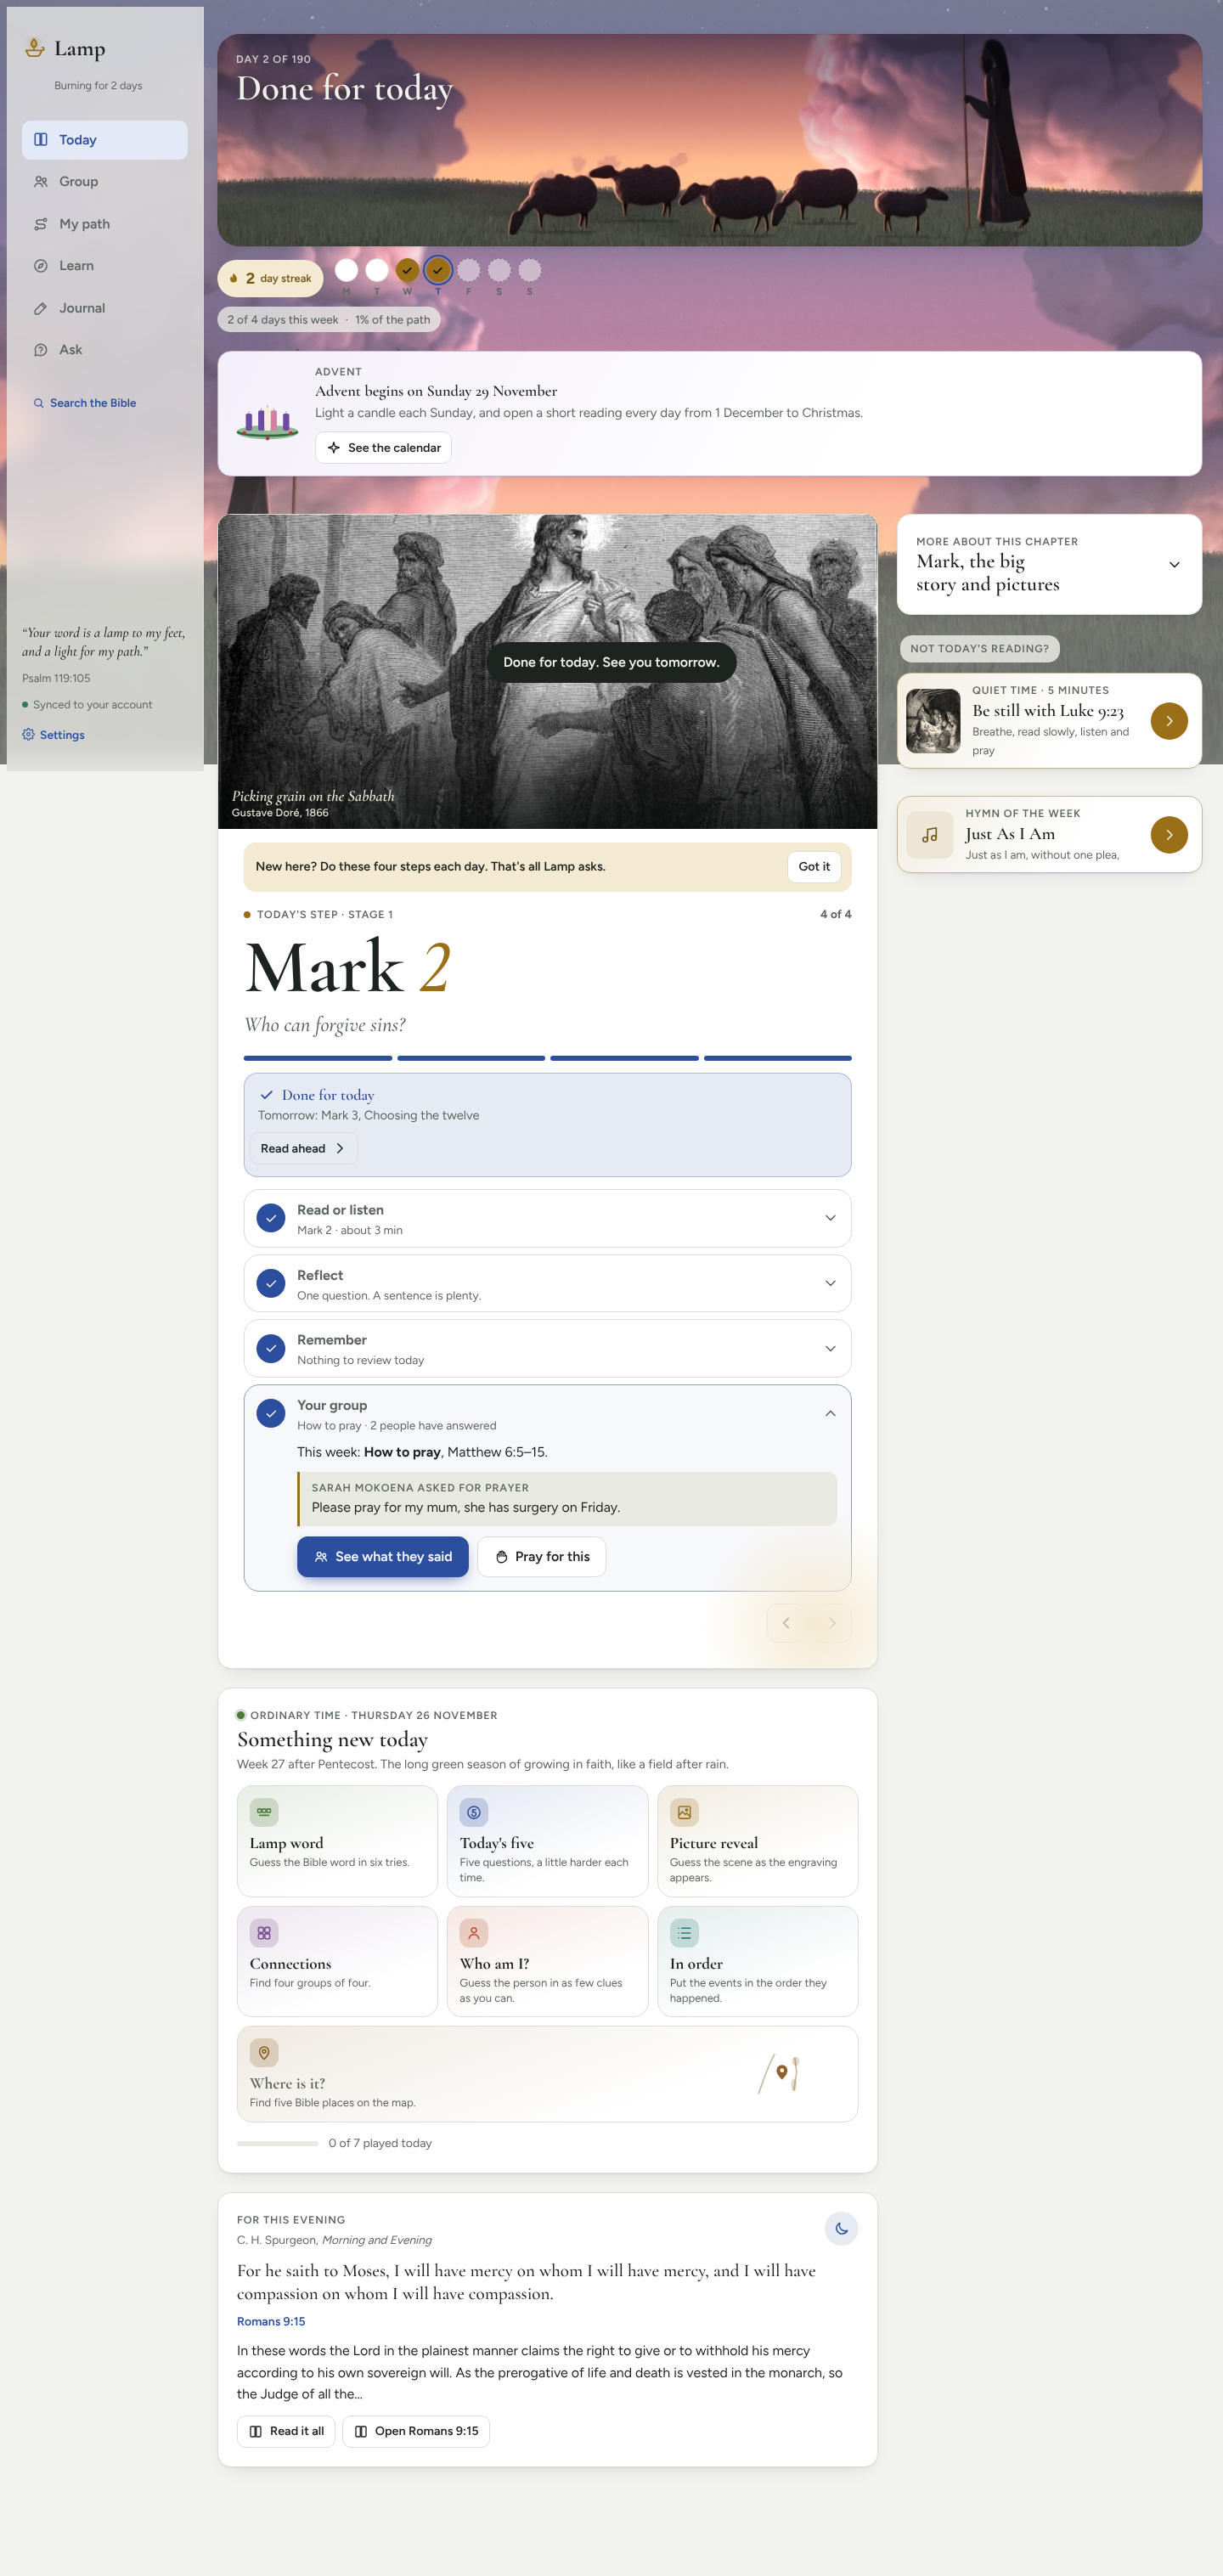 Lamp
Burning for 2 days
Today
Group
My path
Learn
Journal
Ask
Search the Bible
“Your word is a lamp to my feet,
and a light for my path.”
Psalm 119:105
Synced to your account
Settings
DAY 2 OF 190
Done for today
2 day streak
M T W T F S S
2 of 4 days this week · 1% of the path
ADVENT
Advent begins on Sunday 29 November
Light a candle each Sunday, and open a short reading every day from 1 December to Christmas.
See the calendar
Done for today. See you tomorrow.
Picking grain on the Sabbath
Gustave Doré, 1866
New here? Do these four steps each day. That's all Lamp asks.
Got it
TODAY'S STEP · STAGE 1
4 of 4
Mark 2
Who can forgive sins?
Done for today
Tomorrow: Mark 3, Choosing the twelve
Read ahead
Read or listen
Mark 2 · about 3 min
Reflect
One question. A sentence is plenty.
Remember
Nothing to review today
Your group
How to pray · 2 people have answered
This week: How to pray, Matthew 6:5–15.
SARAH MOKOENA ASKED FOR PRAYER
Please pray for my mum, she has surgery on Friday.
See what they said
Pray for this
MORE ABOUT THIS CHAPTER
Mark, the big
story and pictures
NOT TODAY'S READING?
QUIET TIME · 5 MINUTES
Be still with Luke 9:23
Breathe, read slowly, listen and
pray
HYMN OF THE WEEK
Just As I Am
Just as I am, without one plea,
ORDINARY TIME · THURSDAY 26 NOVEMBER
Something new today
Week 27 after Pentecost. The long green season of growing in faith, like a field after rain.
Lamp word
Guess the Bible word in six tries.
Today's five
Five questions, a little harder each
time.
Picture reveal
Guess the scene as the engraving
appears.
Connections
Find four groups of four.
Who am I?
Guess the person in as few clues
as you can.
In order
Put the events in the order they
happened.
Where is it?
Find five Bible places on the map.
0 of 7 played today
FOR THIS EVENING
C. H. Spurgeon, Morning and Evening
For he saith to Moses, I will have mercy on whom I will have mercy, and I will have
compassion on whom I will have compassion.
Romans 9:15
In these words the Lord in the plainest manner claims the right to give or to withhold his mercy
according to his own sovereign will. As the prerogative of life and death is vested in the monarch, so
the Judge of all the…
Read it all
Open Romans 9:15